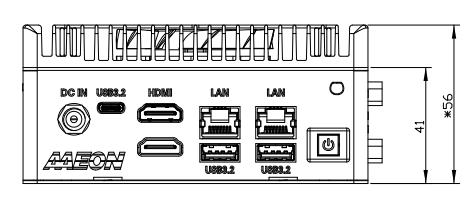 DC IN USB3.2 HDMI LAN LAN
AAEON
USB3.2 USB3.2
41
*56